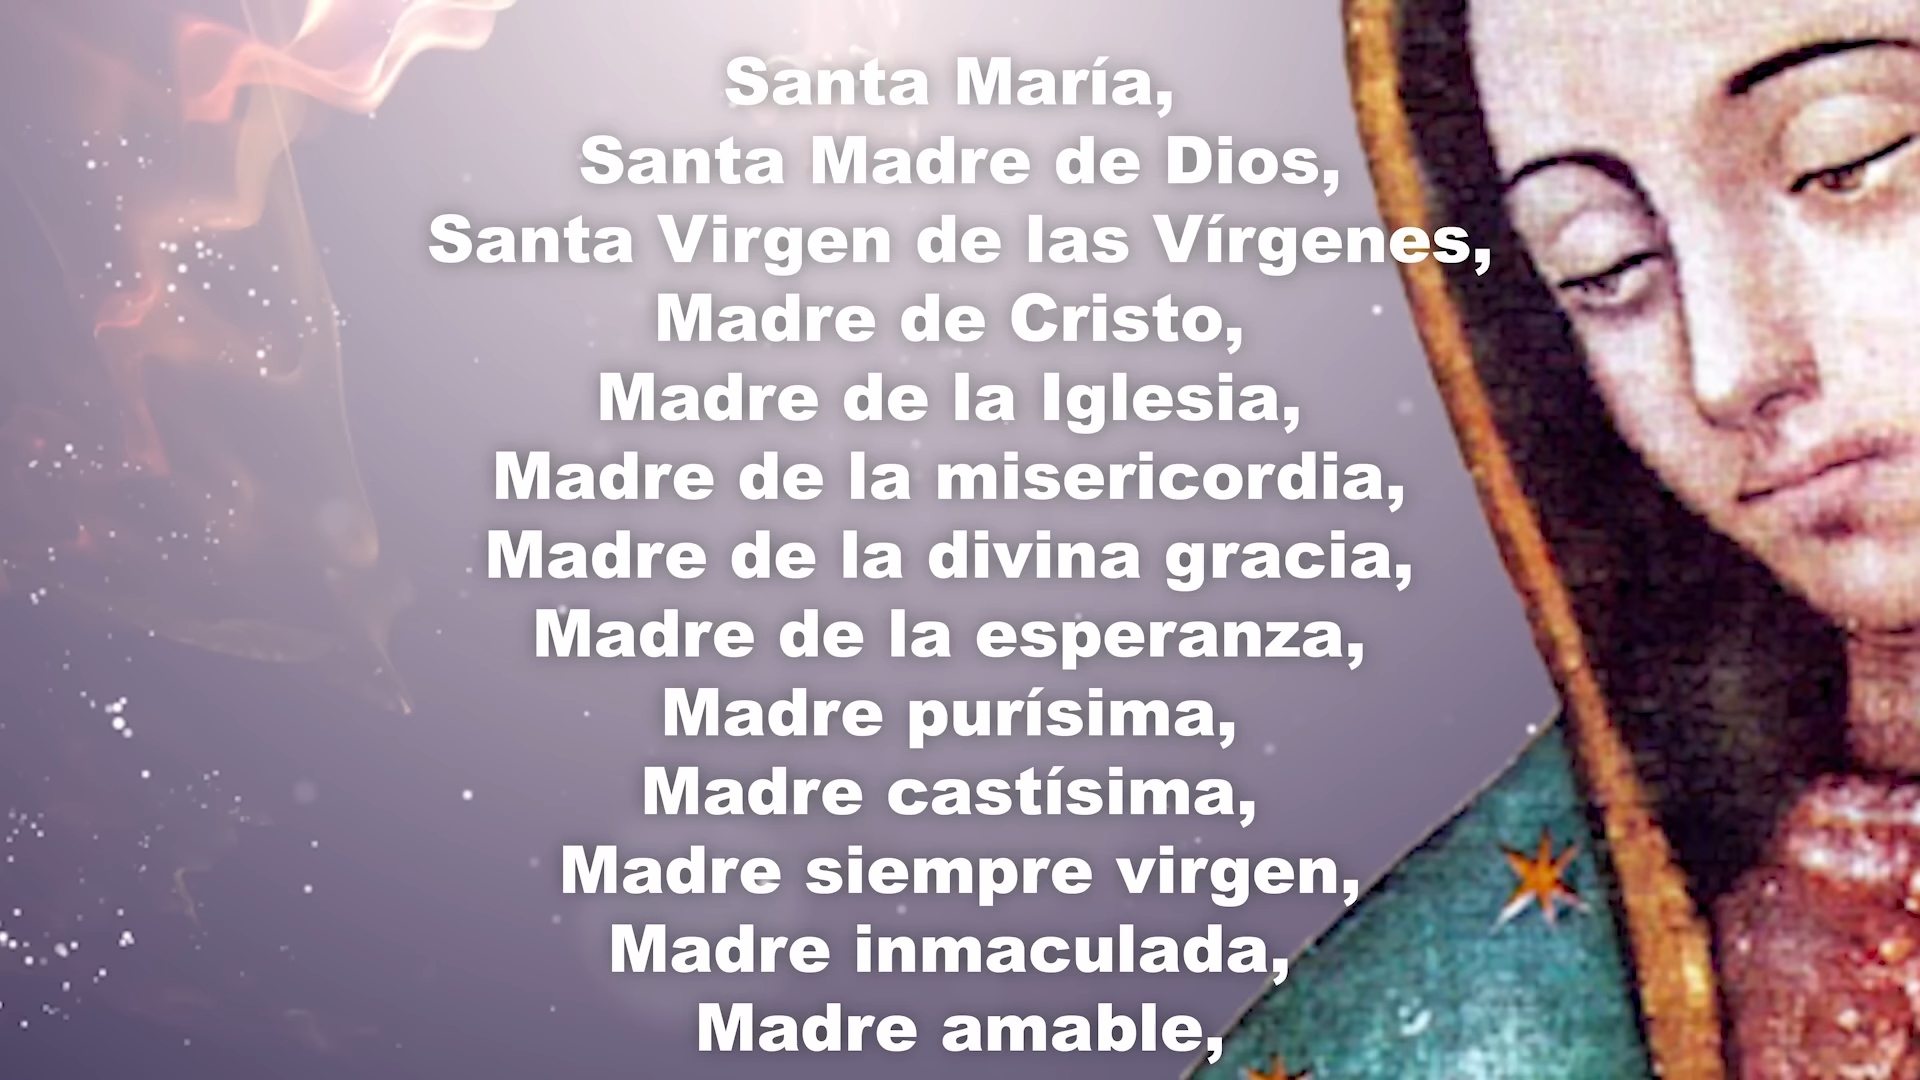 Santa María,
Santa Madre de Dios,
Santa Virgen de las Vírgenes,
Madre de Cristo,
Madre de la Iglesia,
Madre de la misericordia,
Madre de la divina gracia,
Madre de la esperanza,
Madre purísima,
Madre castísima,
Madre siempre virgen,
Madre inmaculada,
Madre amable,